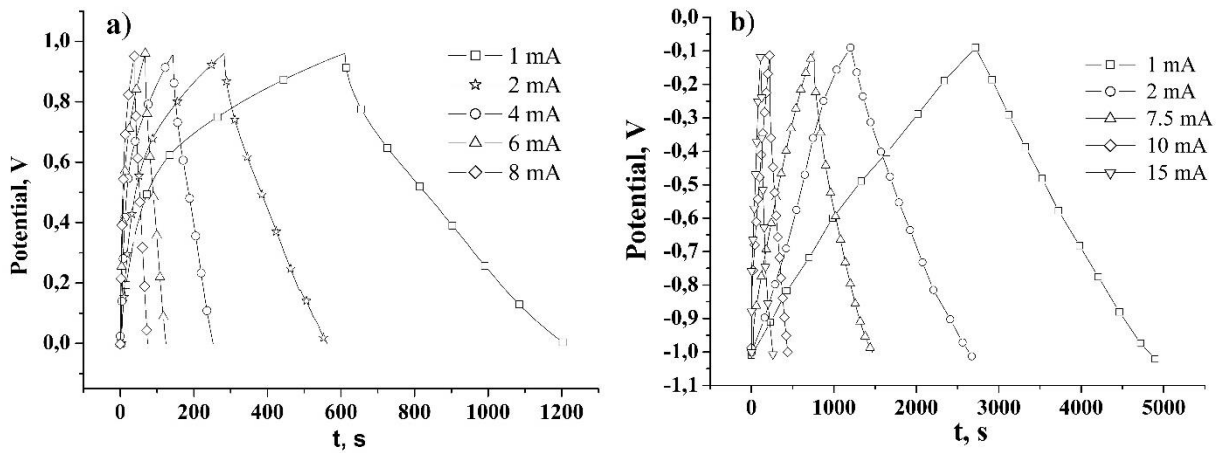 a)
1,0
0,8
0,6
0,4
0,2
0,0
Potential, V
0 200 400 600 800 1000 1200
t, s
1 mA
2 mA
4 mA
6 mA
8 mA
b)
0,0
-0,1
-0,2
-0,3
-0,4
-0,5
-0,6
-0,7
-0,8
-0,9
-1,0
-1,1
Potential, V
0 1000 2000 3000 4000 5000
t, s
1 mA
2 mA
7.5 mA
10 mA
15 mA